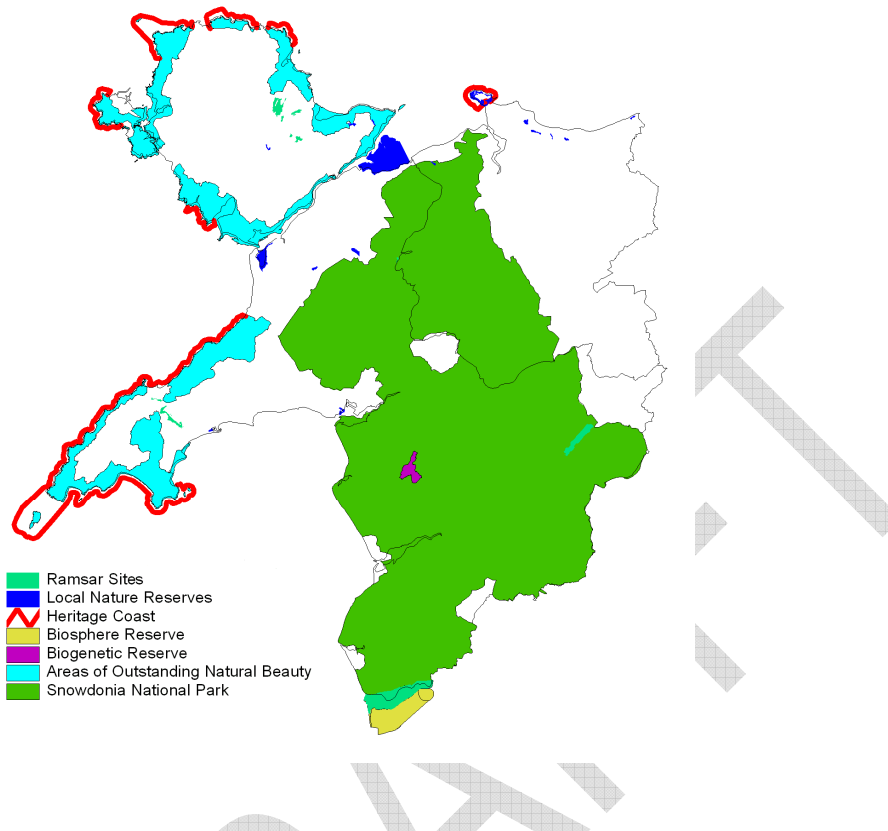 Ramsar Sites
Local Nature Reserves
Heritage Coast
Biosphere Reserve
Biogenetic Reserve
Areas of Outstanding Natural Beauty
Snowdonia National Park